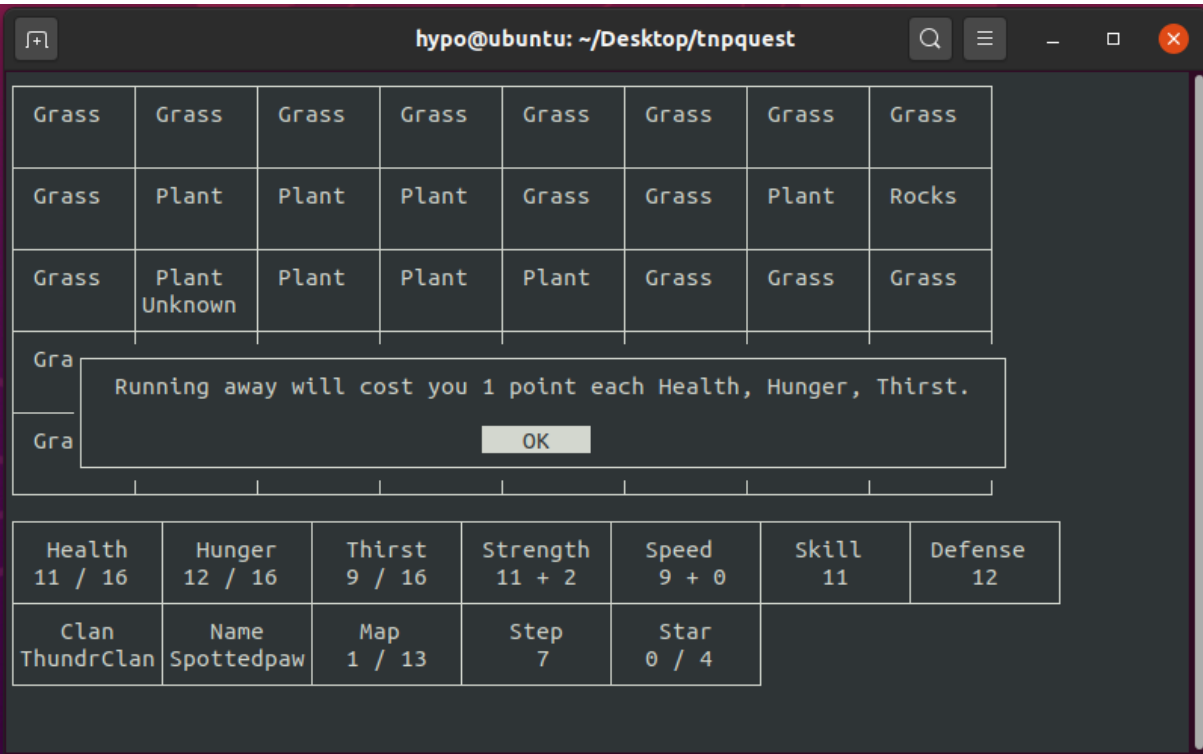 hypo@ubuntu: ~/Desktop/tnpquest
Grass Grass Grass Grass Grass Grass Grass Grass
Grass Plant Plant Plant Grass Grass Plant Rocks
Grass Plant Plant Plant Plant Grass Grass Grass
Unknown
Gra
Running away will cost you 1 point each Health, Hunger, Thirst.
Gra OK
Health Hunger Thirst Strength Speed Skill Defense
11 / 16 12 / 16 9 / 16 11 + 2 9 + 0 11 12
Clan Name Map Step Star
ThundrClan Spottedpaw 1 / 13 7 0 / 4